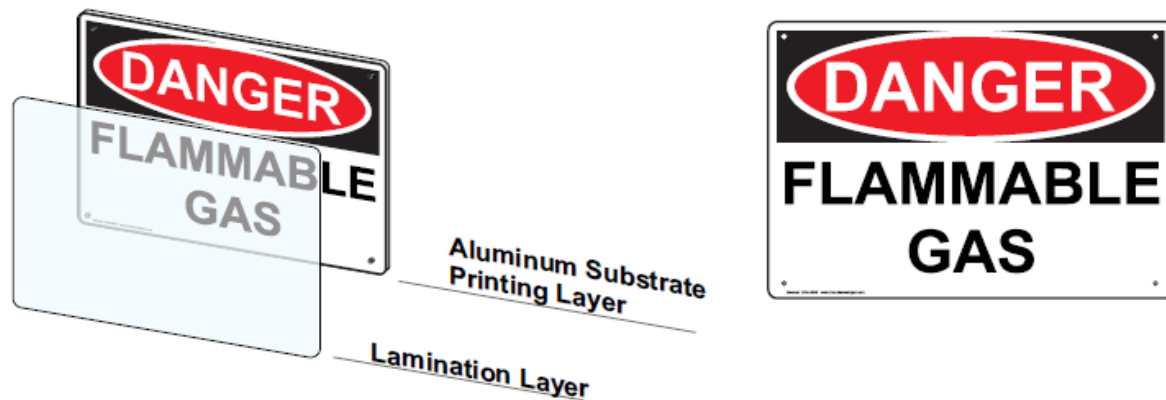 DANGER
FLAMMABLE
GAS
Aluminum Substrate
Printing Layer
Lamination Layer
DANGER
FLAMMABLE
GAS